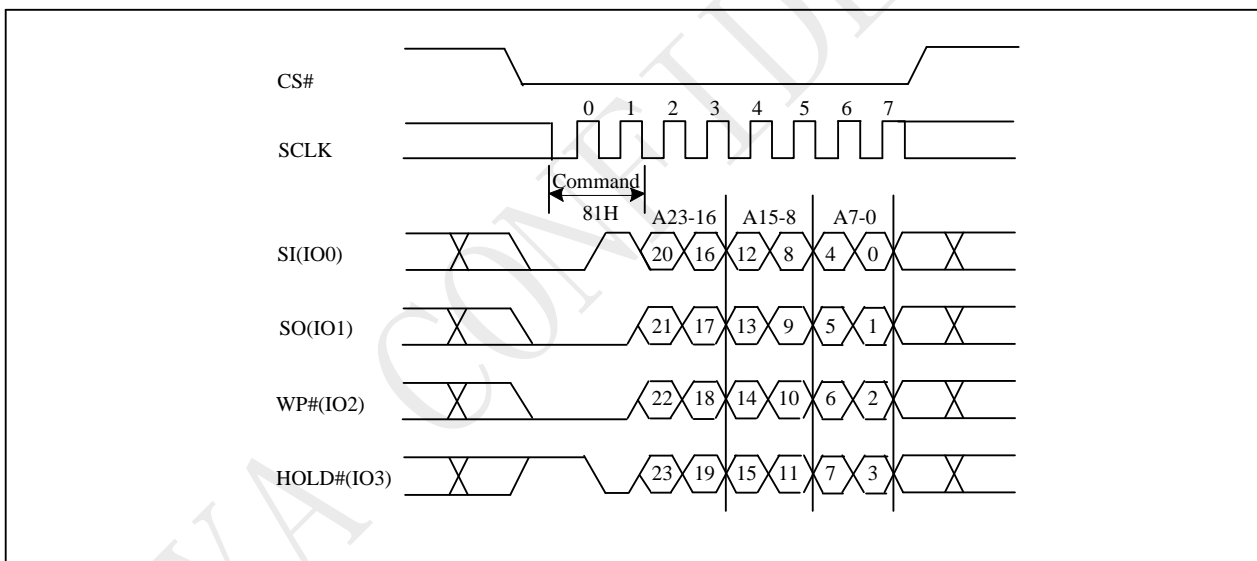 CS#
0 1 2 3 4 5 6 7
SCLK
Command
81H
A23-16 A15-8 A7-0
SI(IO0)
20 16 12 8 4 0
SO(IO1)
21 17 13 9 5 1
WP#(IO2)
22 18 14 10 6 2
HOLD#(IO3)
23 19 15 11 7 3